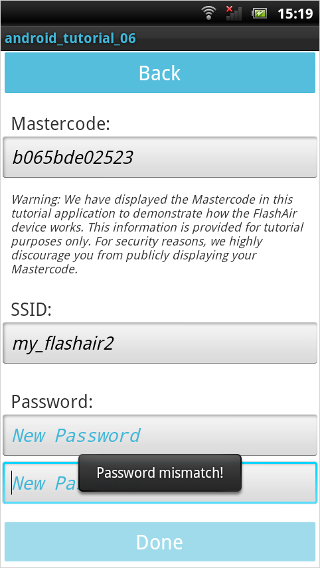 15:19
android_tutorial_06
Back
Mastercode:
b065bde02523
Warning: We have displayed the Mastercode in this
tutorial application to demonstrate how the FlashAir
device works. This information is provided for tutorial
purposes only. For security reasons, we highly
discourage you from publicly displaying your
Mastercode.
SSID:
my_flashair2
Password:
New Password
New Pa
Password mismatch!
Done